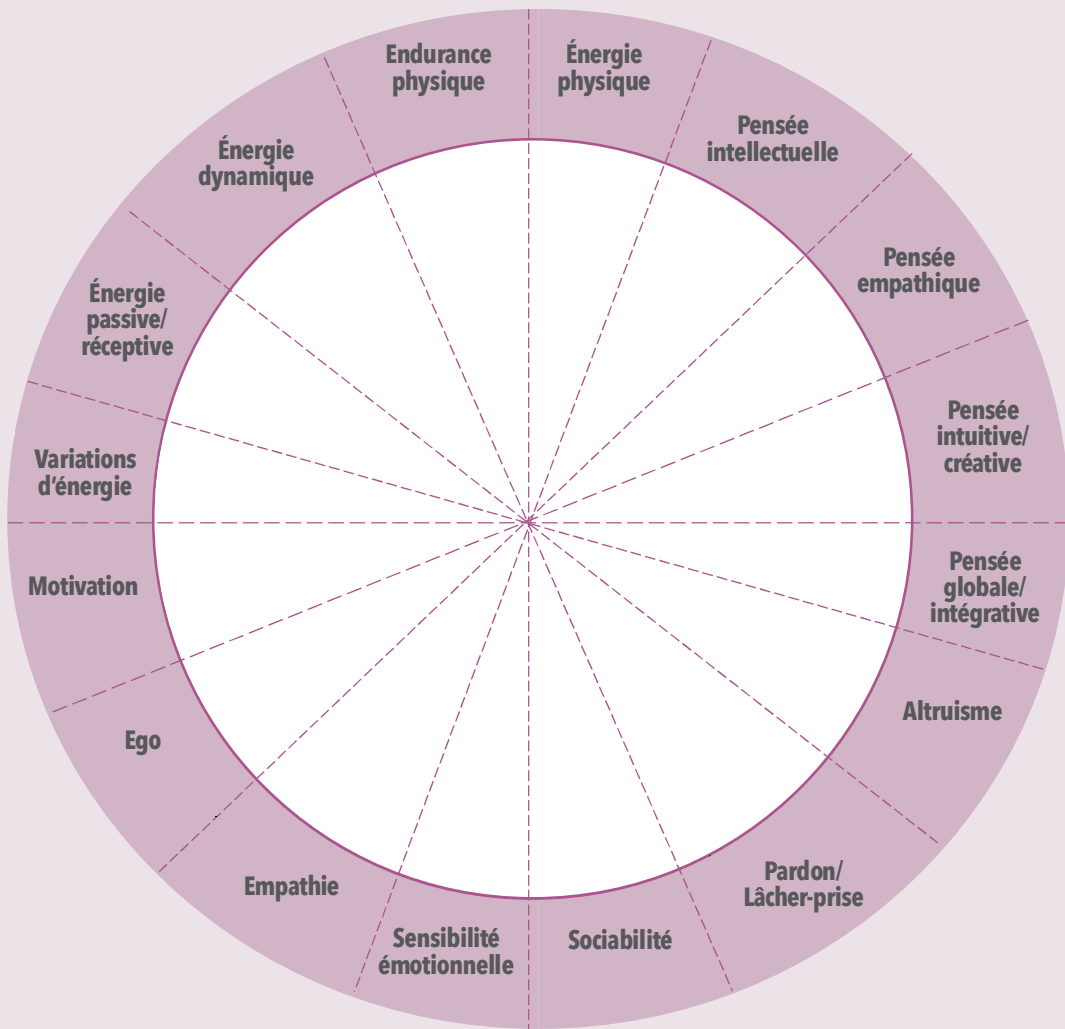 Endurance
physique
Énergie
physique
Pensée
intellectuelle
Pensée
empathique
Pensée
intuitive/
créative
Pensée
globale/
intégrative
Altruisme
Pardon/
Lâcher-prise
Sociabilité
Sensibilité
émotionnelle
Empathie
Ego
Motivation
Variations
d’énergie
Énergie
passive/
réceptive
Énergie
dynamique